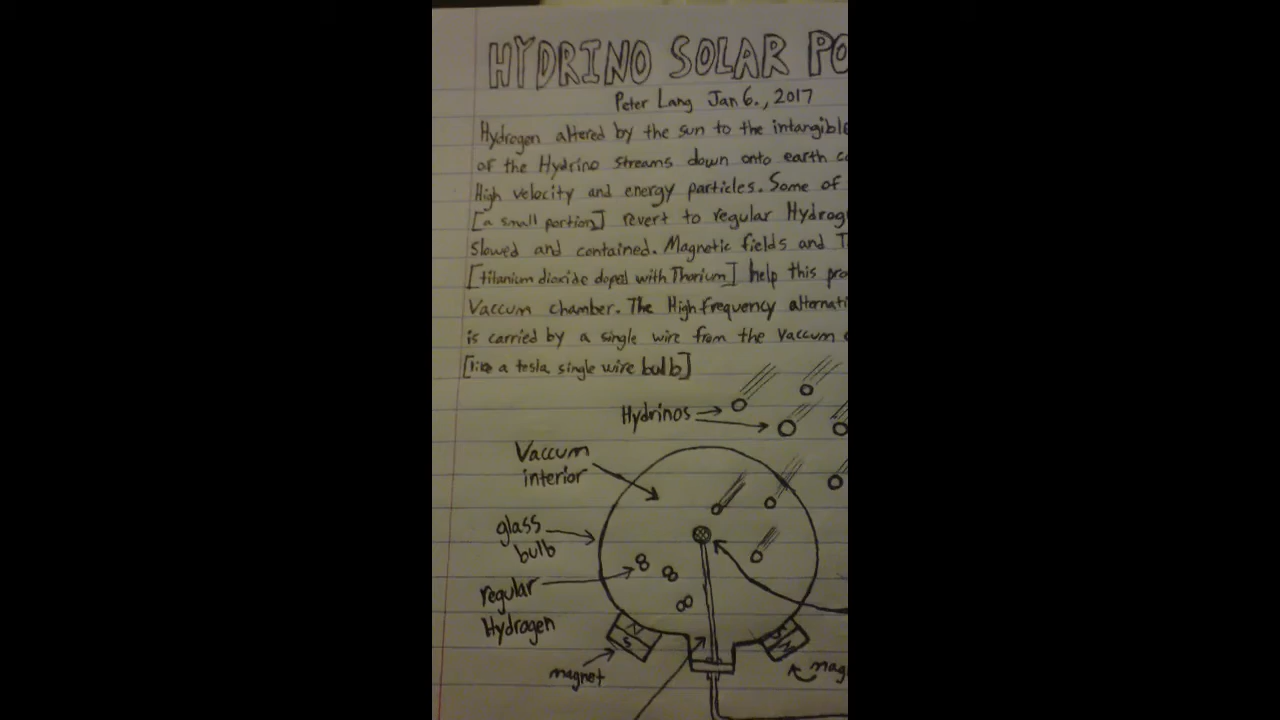 HYDRINO SOLAR PO
Peter Lang Jan 6., 2017
Hydrogen altered by the sun to the intangible
of the Hydrino streams down onto earth
High velocity and energy particles. Some of
[a small portion] revert to regular Hydrog
Slowed and contained. Magnetic fields and T
[titanium dioxide doped with Thorium] help this pro
Vaccum chamber. The High frequency alternati
is carried by a single wire from the vaccum
[like a tesla single wire bulb]
Hydrinos
Vaccum
interior
glass
bulb
regular
Hydrogen
N
S
magnet
S
N
mag